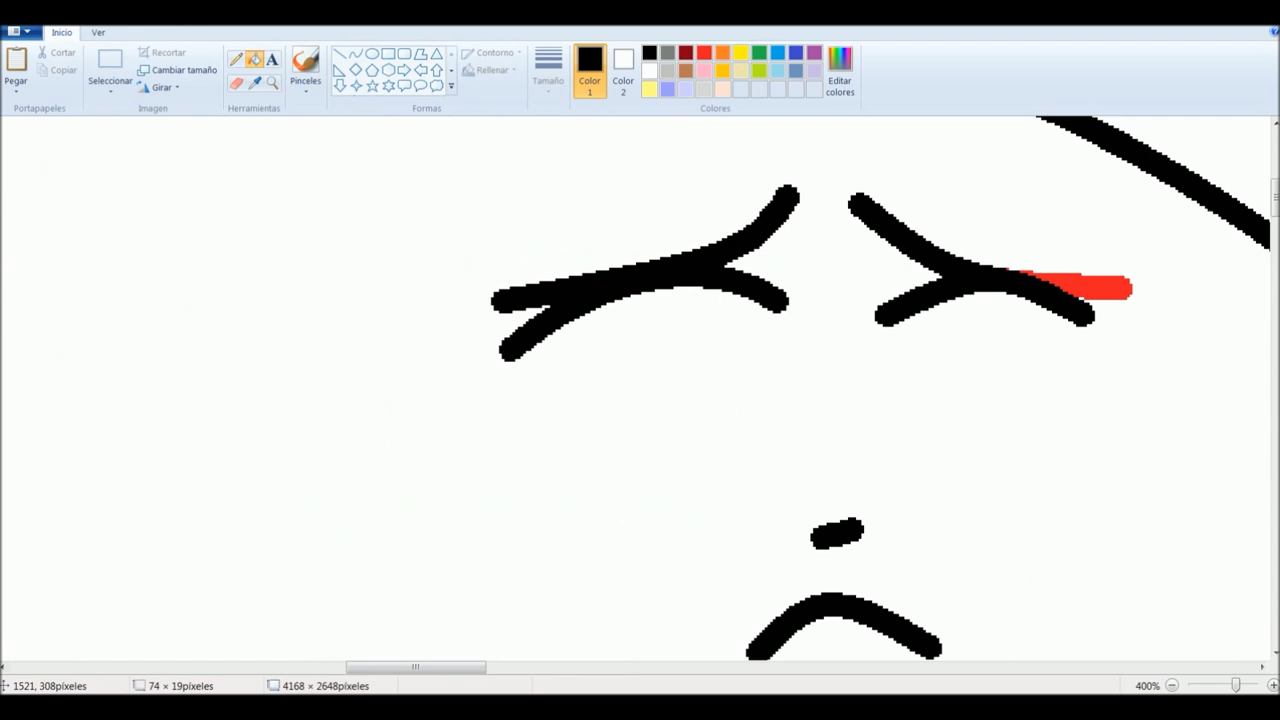 Inicio Ver
Pegar
Cortar
Copiar
Portapapeles
Seleccionar
Recortar
Cambiar tamaño
Girar
Imagen
A
Herramientas
Pinceles
Contorno
Rellenar
Formas
Tamaño
Color
1
Color
2
Editar
colores
Colores
1521, 308píxeles 74 × 19píxeles 4168 × 2648píxeles 400%